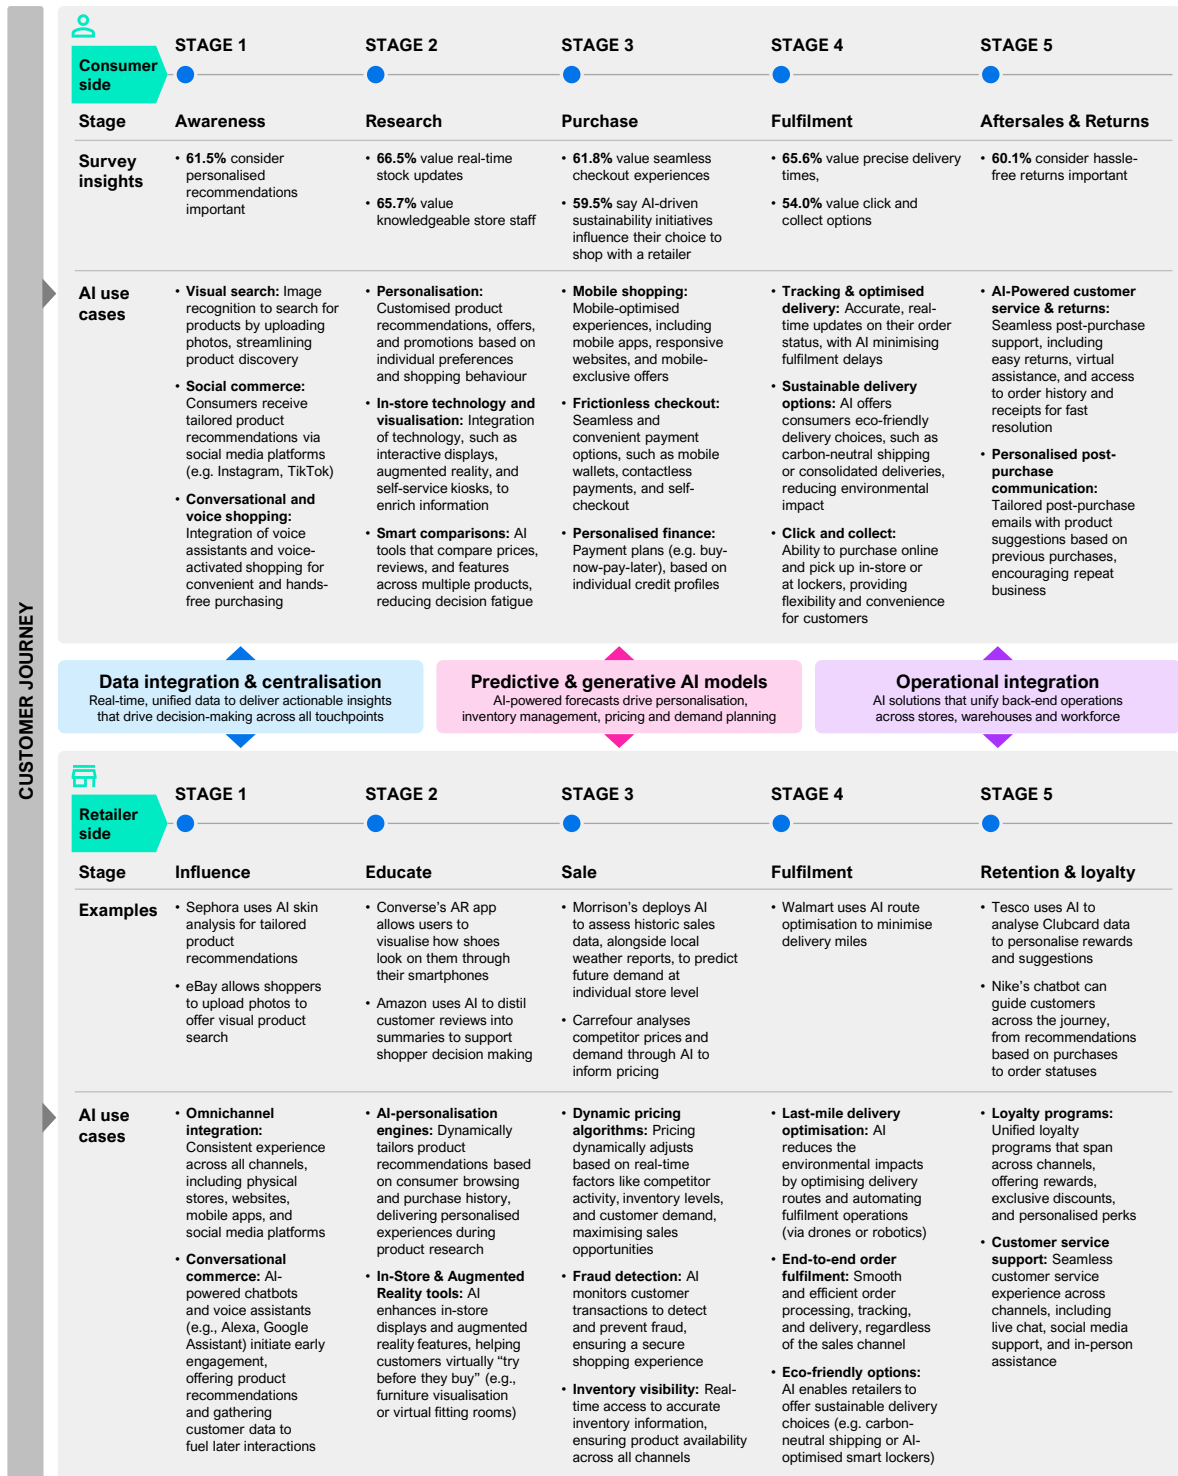 CUSTOMER JOURNEY
Consumer
side
STAGE 1
STAGE 2
STAGE 3
STAGE 4
STAGE 5
Stage
Awareness
Research
Purchase
Fulfilment
Aftersales & Returns
Survey
insights
• 61.5% consider
personalised
recommendations
important
• 66.5% value real-time
stock updates
• 65.7% value
knowledgeable store staff
• 61.8% value seamless
checkout experiences
• 59.5% say AI-driven
sustainability initiatives
influence their choice to
shop with a retailer
• 65.6% value precise delivery
times,
• 54.0% value click and
collect options
• 60.1% consider hassle-
free returns important
AI use
cases
• Visual search: Image
recognition to search for
products by uploading
photos, streamlining
product discovery
• Social commerce:
Consumers receive
tailored product
recommendations via
social media platforms
(e.g. Instagram, TikTok)
• Conversational and
voice shopping:
Integration of voice
assistants and voice-
activated shopping for
convenient and hands-
free purchasing
• Personalisation:
Customised product
recommendations, offers,
and promotions based on
individual preferences
and shopping behaviour
• In-store technology and
visualisation: Integration
of technology, such as
interactive displays,
augmented reality, and
self-service kiosks, to
enrich information
• Smart comparisons: AI
tools that compare prices,
reviews, and features
across multiple products,
reducing decision fatigue
• Mobile shopping:
Mobile-optimised
experiences, including
mobile apps, responsive
websites, and mobile-
exclusive offers
• Frictionless checkout:
Seamless and
convenient payment
options, such as mobile
wallets, contactless
payments, and self-
checkout
• Personalised finance:
Payment plans (e.g. buy-
now-pay-later), based on
individual credit profiles
• Tracking & optimised
delivery: Accurate, real-
time updates on their order
status, with AI minimising
fulfilment delays
• Sustainable delivery
options: AI offers
consumers eco-friendly
delivery choices, such as
carbon-neutral shipping
or consolidated deliveries,
reducing environmental
impact
• Click and collect:
Ability to purchase online
and pick up in-store or
at lockers, providing
flexibility and convenience
for customers
• AI-Powered customer
service & returns:
Seamless post-purchase
support, including
easy returns, virtual
assistance, and access
to order history and
receipts for fast
resolution
• Personalised post-
purchase
communication:
Tailored post-purchase
emails with product
suggestions based on
previous purchases,
encouraging repeat
business
Data integration & centralisation
Real-time, unified data to deliver actionable insights
that drive decision-making across all touchpoints
Predictive & generative AI models
AI-powered forecasts drive personalisation,
inventory management, pricing and demand planning
Operational integration
AI solutions that unify back-end operations
across stores, warehouses and workforce
Retailer
side
STAGE 1
STAGE 2
STAGE 3
STAGE 4
STAGE 5
Stage
Influence
Educate
Sale
Fulfilment
Retention & loyalty
Examples
• Sephora uses AI skin
analysis for tailored
product
recommendations
• eBay allows shoppers
to upload photos to
offer visual product
search
• Converse's AR app
allows users to
visualise how shoes
look on them through
their smartphones
• Amazon uses AI to distil
customer reviews into
summaries to support
shopper decision making
• Morrison's deploys AI
to assess historic sales
data, alongside local
weather reports, to predict
future demand at
individual store level
• Carrefour analyses
competitor prices and
demand through AI to
inform pricing
• Walmart uses AI route
optimisation to minimise
delivery miles
• Tesco uses AI to
analyse Clubcard data
to personalise rewards
and suggestions
• Nike's chatbot can
guide customers
across the journey,
from recommendations
based on purchases
to order statuses
AI use
cases
• Omnichannel
integration:
Consistent experience
across all channels,
including physical
stores, websites,
mobile apps, and
social media platforms
• Conversational
commerce: AI-
powered chatbots
and voice assistants
(e.g., Alexa, Google
Assistant) initiate early
engagement,
offering product
recommendations
and gathering
customer data to
fuel later interactions
• AI-personalisation
engines: Dynamically
tailors product
recommendations based
on consumer browsing
and purchase history,
delivering personalised
experiences during
product research
• In-Store & Augmented
Reality tools: AI
enhances in-store
displays and augmented
reality features, helping
customers virtually "try
before they buy" (e.g.,
furniture visualisation
or virtual fitting rooms)
• Dynamic pricing
algorithms: Pricing
dynamically adjusts
based on real-time
factors like competitor
activity, inventory levels,
and customer demand,
maximising sales
opportunities
• Fraud detection: AI
monitors customer
transactions to detect
and prevent fraud,
ensuring a secure
shopping experience
• Inventory visibility: Real-
time access to accurate
inventory information,
ensuring product availability
across all channels
• Last-mile delivery
optimisation: AI
reduces the
environmental impacts
by optimising delivery
routes and automating
fulfilment operations
(via drones or robotics)
• End-to-end order
fulfilment: Smooth
and efficient order
processing, tracking,
and delivery, regardless
of the sales channel
• Eco-friendly options:
AI enables retailers to
offer sustainable delivery
choices (e.g. carbon-
neutral shipping or AI-
optimised smart lockers)
• Loyalty programs:
Unified loyalty
programs that span
across channels,
offering rewards,
exclusive discounts,
and personalised perks
• Customer service
support: Seamless
customer service
experience across
channels, including
live chat, social media
support, and in-person
assistance